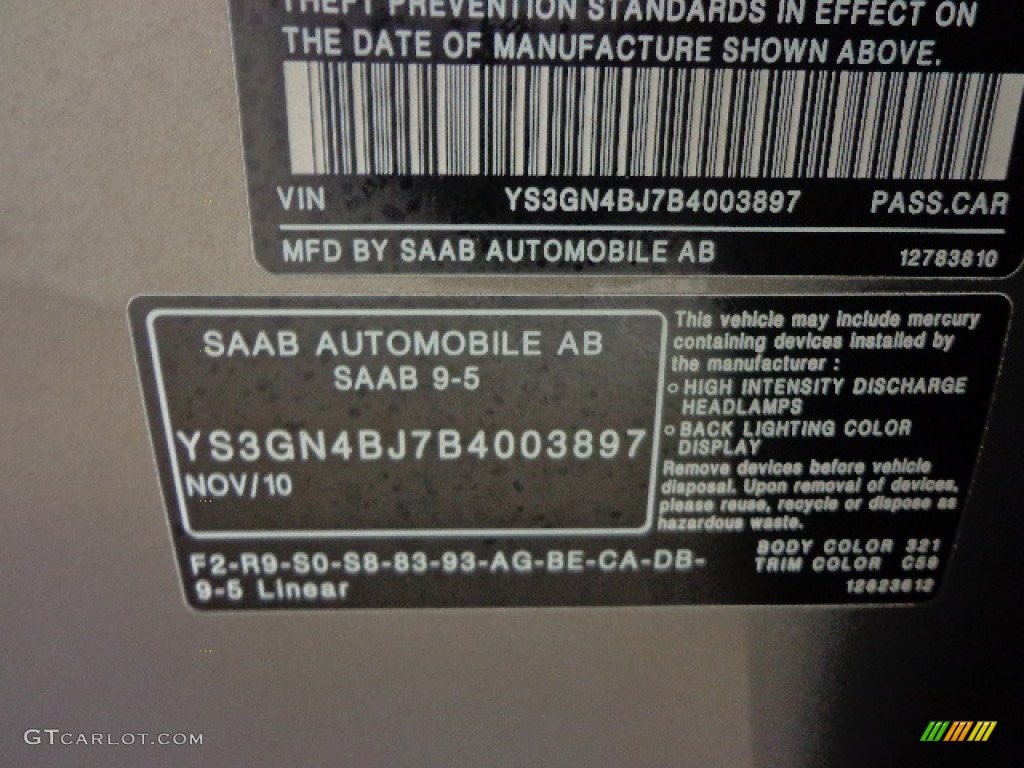 THEFT PREVENTION STANDARDS IN EFFECT ON
THE DATE OF MANUFACTURE SHOWN ABOVE.
VIN YS3GN4BJ7B4003897 PASS.CAR
MFD BY SAAB AUTOMOBILE AB 12783810
SAAB AUTOMOBILE AB
SAAB 9-5
YS3GN4BJ7B4003897
NOV/10
This vehicle may include mercury
containing devices installed by
the manufacturer :
o HIGH INTENSITY DISCHARGE
HEADLAMPS
o BACK LIGHTING COLOR
DISPLAY
Remove devices before vehicle
disposal. Upon removal of devices,
please reuse, recycle or dispose as
hazardous waste.
F2-R9-S0-S8-83-93-AG-BE-CA-DB-
9-5 Linear
BODY COLOR 321
TRIM COLOR C58
12823612
GTCARLOT.COM